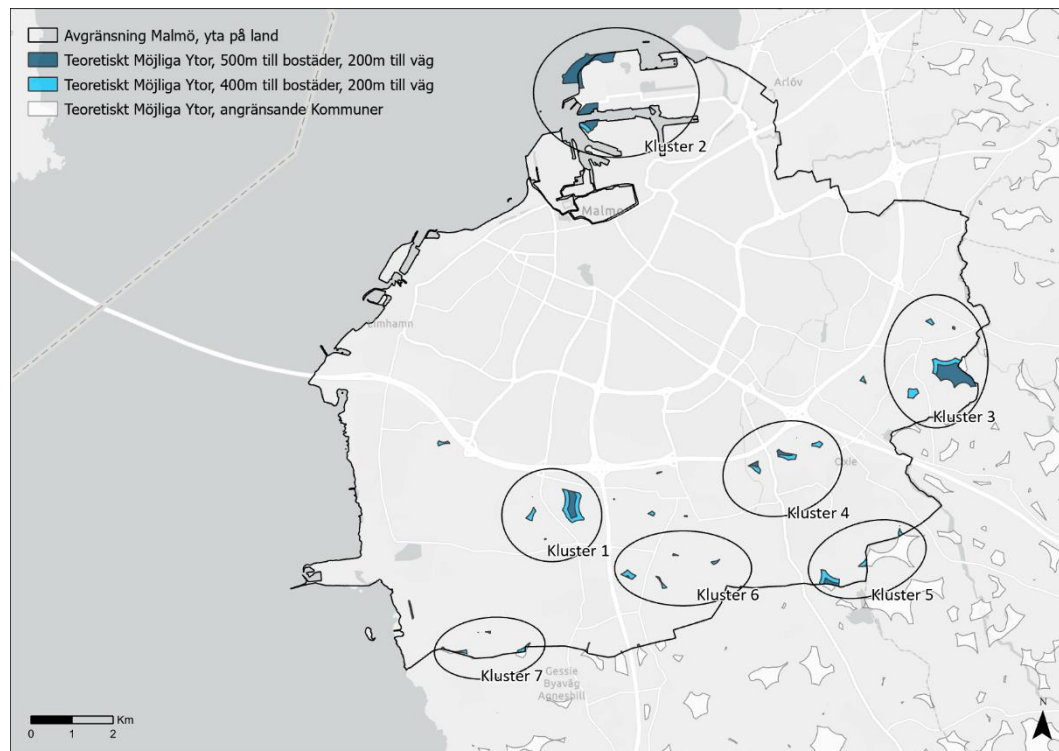 Avgränsning Malmö, yta på land
Teoretiskt Möjliga Ytor, 500m till bostäder, 200m till väg
Teoretiskt Möjliga Ytor, 400m till bostäder, 200m till väg
Teoretiskt Möjliga Ytor, angränsande Kommuner
Arlöv
Kluster 2
Malmö
Limhamn
Kluster 3
Oxie
Kluster 4
Kluster 1
Kluster 6
Kluster 5
Kluster 7
Gessie
Byaväg
Agnesbill
Km
0 1 2
N